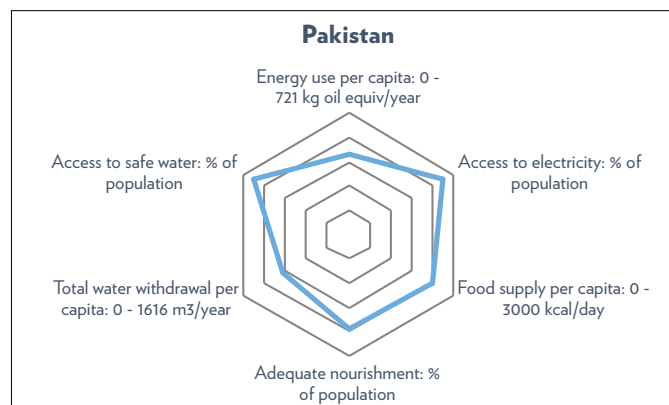 Pakistan
Energy use per capita: 0 -
721 kg oil equiv/year
Access to safe water: % of
population
Access to electricity: % of
population
Total water withdrawal per
capita: 0 - 1616 m3/year
Food supply per capita: 0 -
3000 kcal/day
Adequate nourishment: %
of population